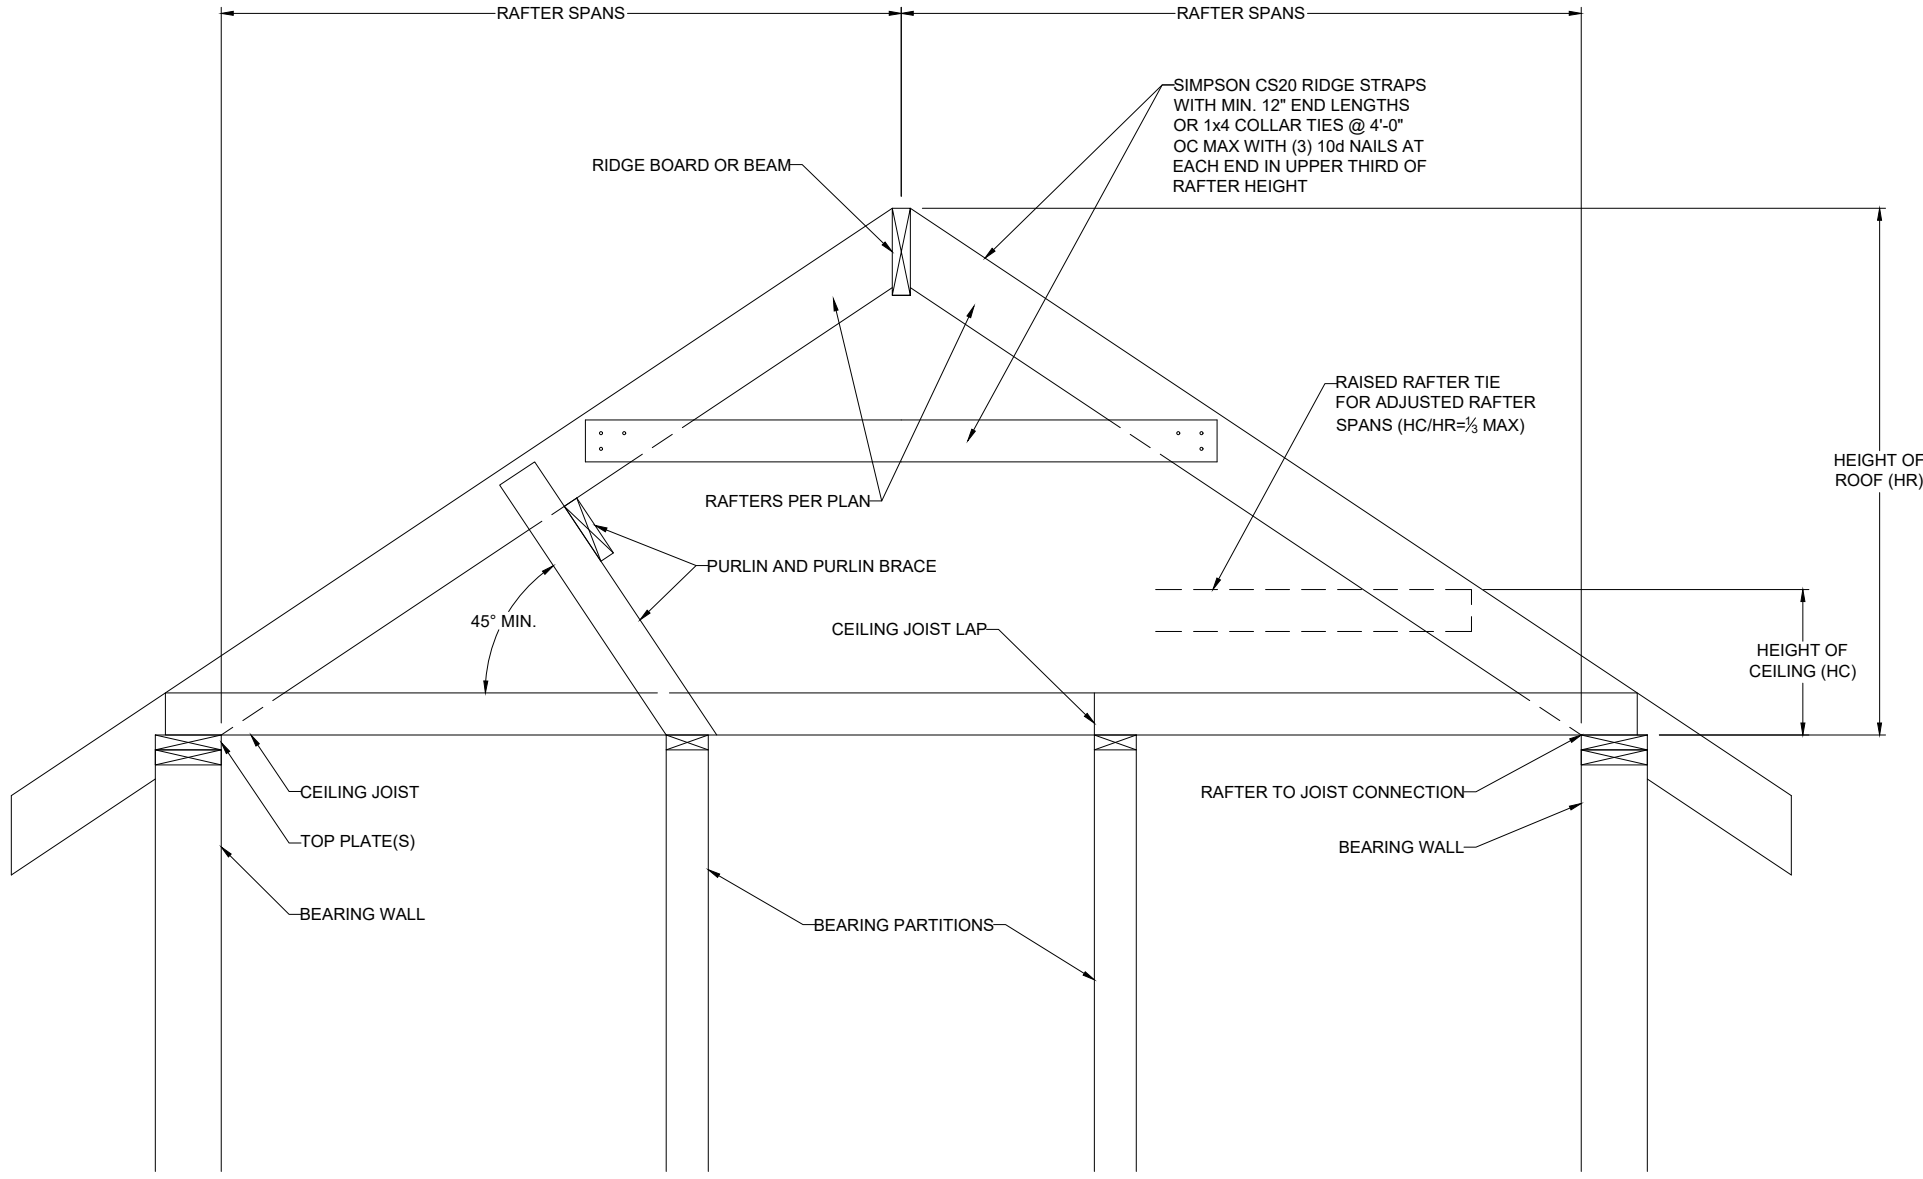 RAFTER SPANS
RAFTER SPANS
SIMPSON CS20 RIDGE STRAPS
WITH MIN. 12" END LENGTHS
OR 1x4 COLLAR TIES @ 4'-0"
OC MAX WITH (3) 10d NAILS AT
EACH END IN UPPER THIRD OF
RAFTER HEIGHT
RIDGE BOARD OR BEAM
RAISED RAFTER TIE
FOR ADJUSTED RAFTER
SPANS (HC/HR=⅓ MAX)
HEIGHT OF
ROOF (HR)
RAFTERS PER PLAN
PURLIN AND PURLIN BRACE
45° MIN.
CEILING JOIST LAP
HEIGHT OF
CEILING (HC)
CEILING JOIST
RAFTER TO JOIST CONNECTION
TOP PLATE(S)
BEARING WALL
BEARING WALL
BEARING PARTITIONS